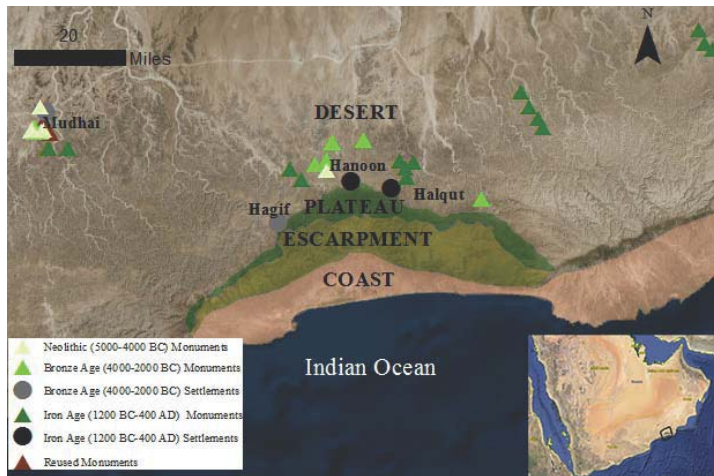 20
Miles
N
DESERT
Mudhai
Hanoon
Halqut
Hagif
PLATEAU
ESCARPMENT
COAST
Indian Ocean
Neolithic (5000-4000 BC) Monuments
Bronze Age (4000-2000 BC) Monuments
Bronze Age (4000-2000 BC) Settlements
Iron Age (1200 BC-400 AD) Monuments
Iron Age (1200 BC-400 AD) Settlements
Reused Monuments